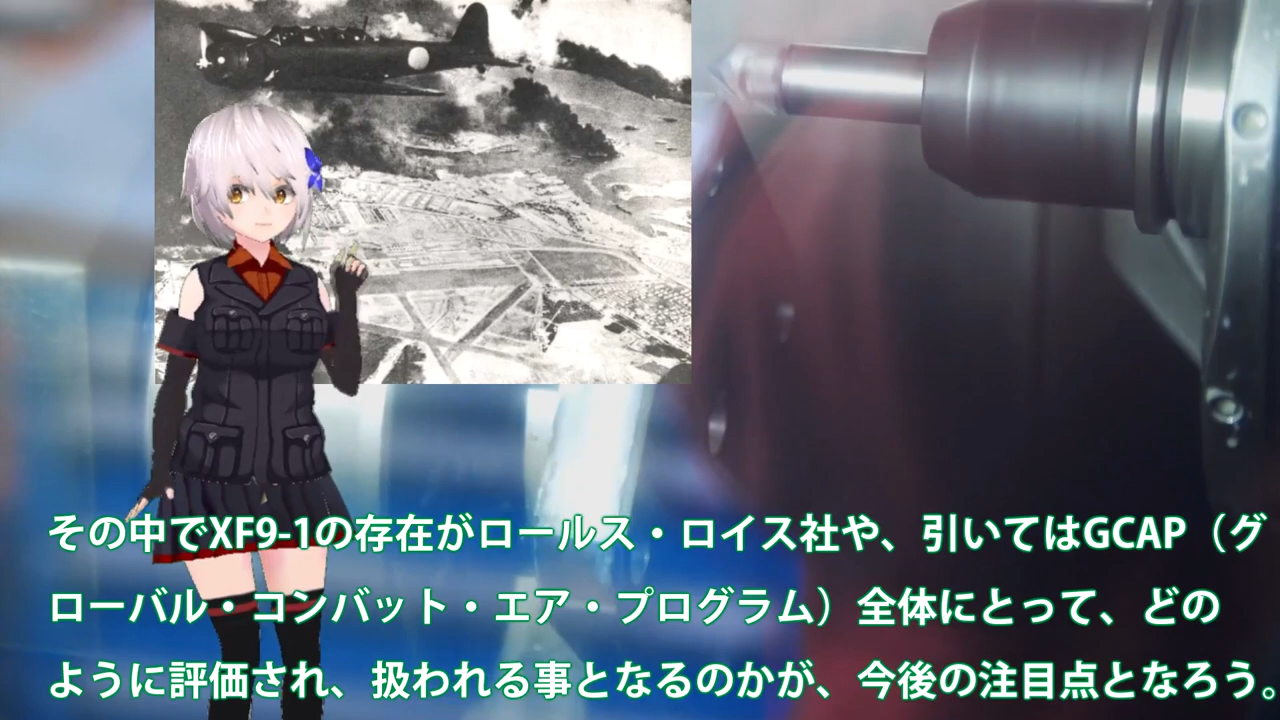 その中でXF9-1の存在がロールス・ロイス社や、引いてはGCAP（グ
ローバル・コンバット・エア・プログラム）全体にとって、どの
ように評価され、扱われる事となるのかが、今後の注目点となろう。